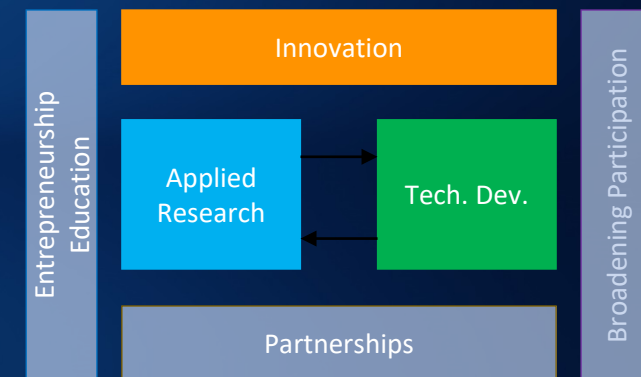 Entrepreneurship
Education
Innovation
Applied
Research
Tech. Dev.
Partnerships
Broadening Participation